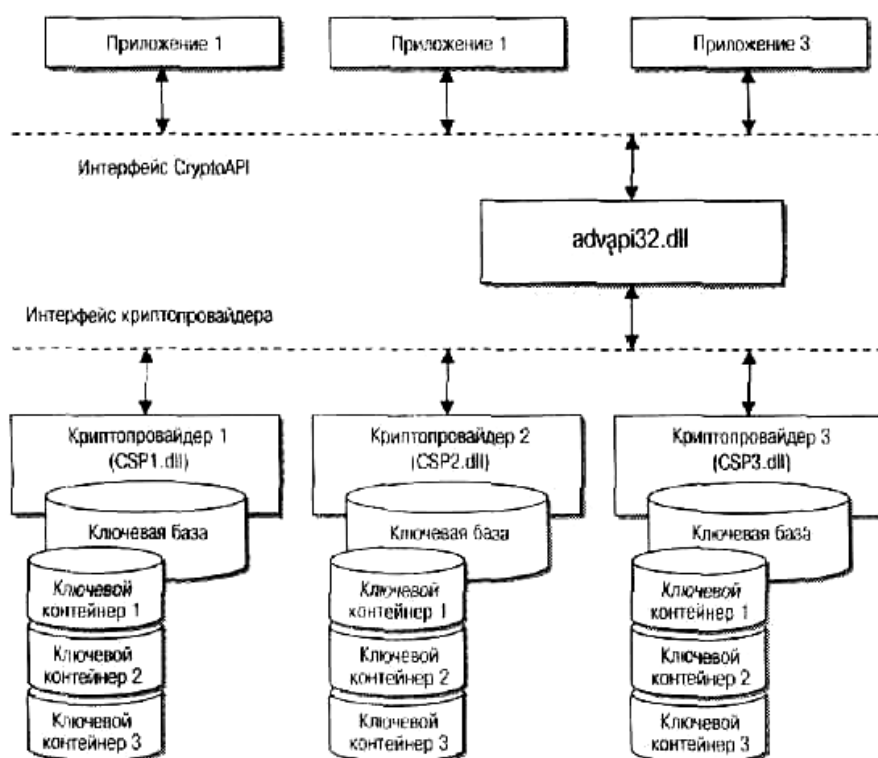 Приложение 1
Приложение 1
Приложение 3
Интерфейс CryptoAPI
advapi32.dll
Интерфейс криптопровайдера
Криптопровайдер 1
(CSP1.dll)
Криптопровайдер 2
(CSP2.dll)
Криптопровайдер 3
(CSP3.dll)
Ключевая база
Ключевая база
Ключевая база
Ключевой
контейнер 1
Ключевой
контейнер 1
Ключевой
контейнер 1
Ключевой
контейнер 2
Ключевой
контейнер 2
Ключевой
контейнер 2
Ключевой
контейнер 3
Ключевой
контейнер 3
Ключевой
контейнер 3